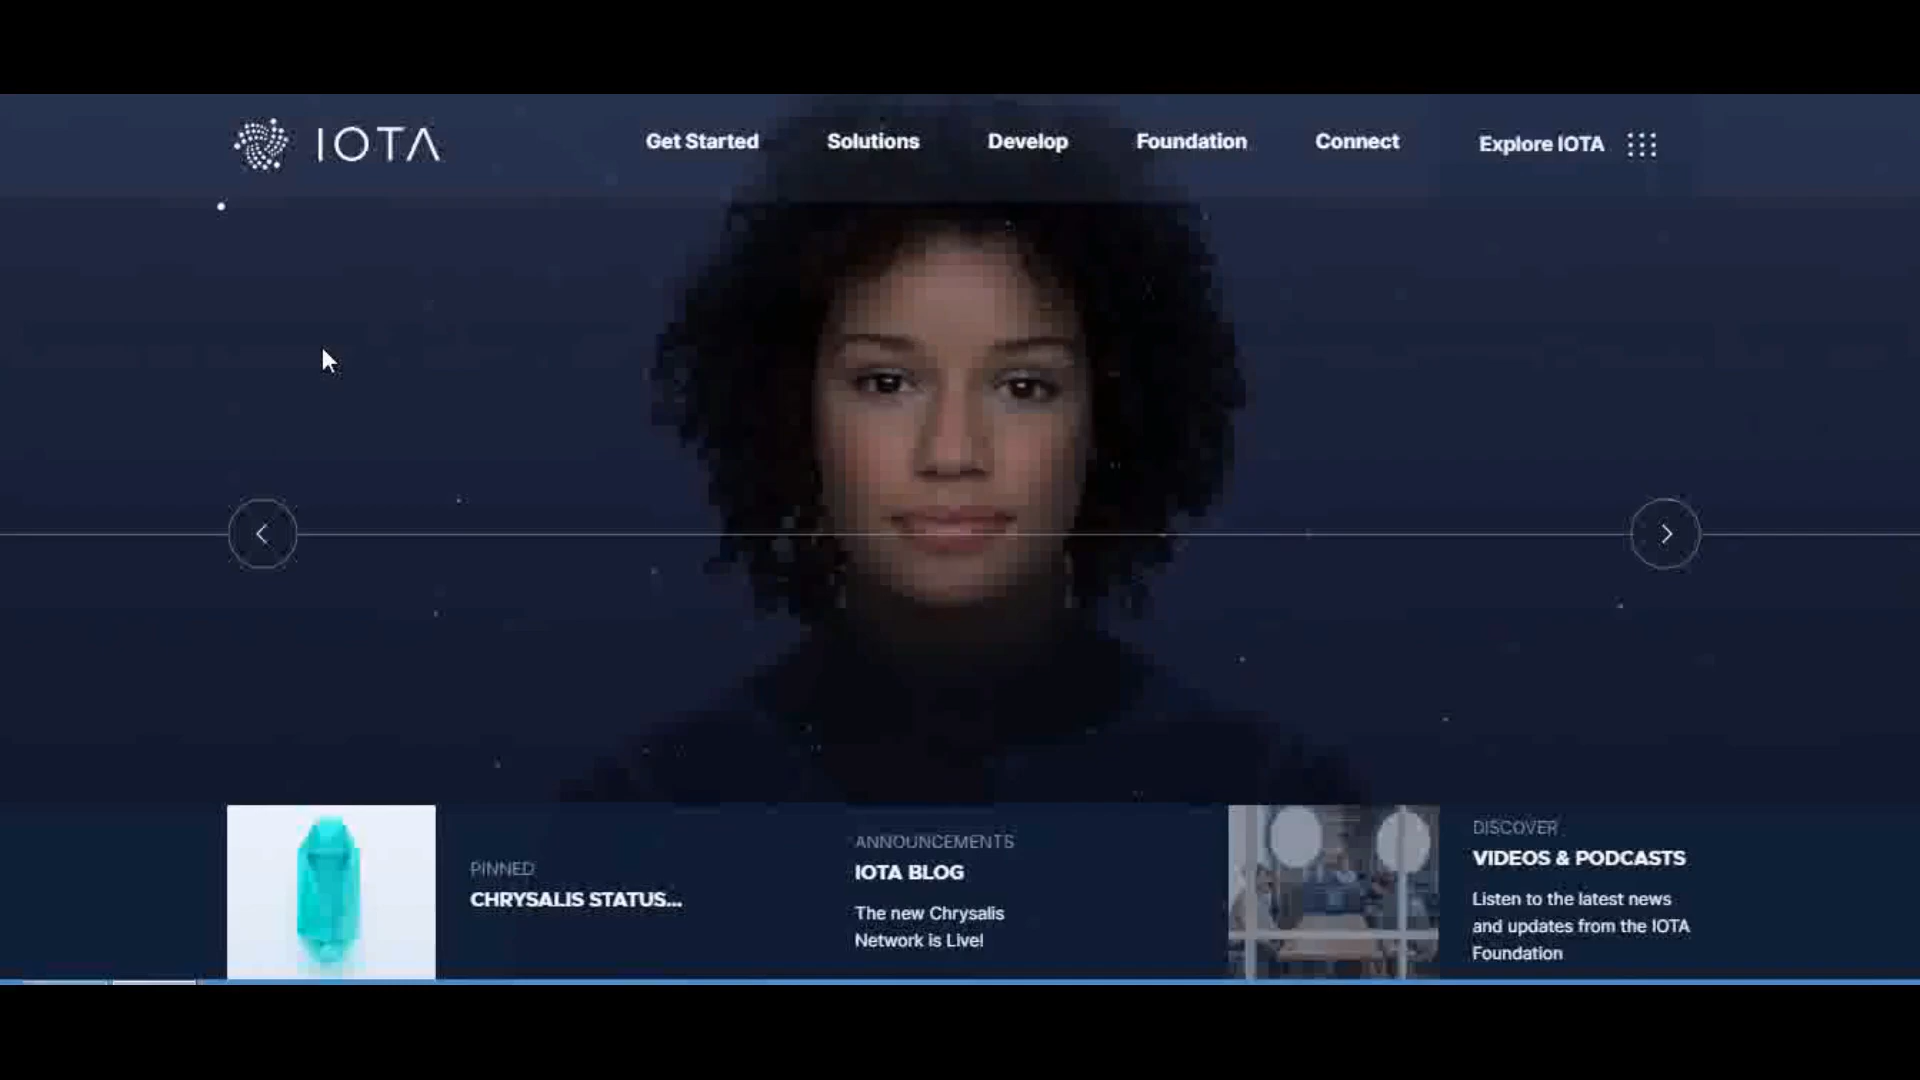 IOTA
Get Started
Solutions
Develop
Foundation
Connect
Explore IOTA
PINNED
CHRYSALIS STATUS...
ANNOUNCEMENTS
IOTA BLOG
The new Chrysalis
Network is Live!
DISCOVER
VIDEOS & PODCASTS
Listen to the latest news
and updates from the IOTA
Foundation